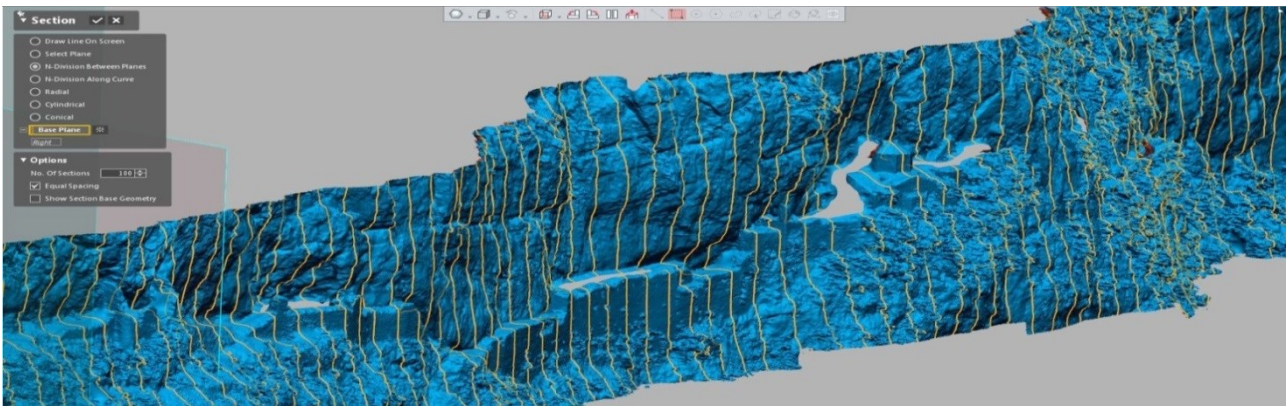 Section
Draw Line On Screen
Select Plane
N-Division Between Planes
N-Division Along Curve
Radial
Cylindrical
Conical
Base Plane
Right
Options
No. Of Sections 100
Equal Spacing
Show Section Base Geometry